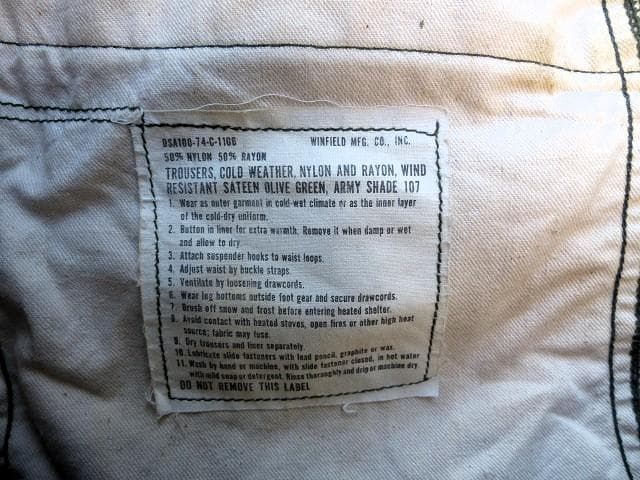 DSA100-74-C-1166 WINFIELD MFG. CO., INC.
50% NYLON 50% RAYON
TROUSERS, COLD WEATHER, NYLON AND RAYON, WIND
RESISTANT SATEEN OLIVE GREEN, ARMY SHADE 107
1. Wear as outer garment in cold-wet climate or as the inner layer
of the cold-dry uniform.
2. Button in liner for extra warmth. Remove it when damp or wet
and allow to dry.
3. Attach suspender hooks to waist loops.
4. Adjust waist by buckle straps.
5. Ventilate by loosening drawcords.
6. Wear leg bottoms outside foot gear and secure drawcords.
7. Brush off snow and frost before entering heated shelter.
8. Avoid contact with heated stoves, open fires or other high heat
source; fabric may fuse.
9. Dry trousers and liner separately.
10. Lubricate slide fasteners with lead pencil, graphite or wax.
11. Wash by hand or machine, with slide fastener closed, in hot water
with mild soap or detergent. Rinse thoroughly and drip or machine dry.
DO NOT REMOVE THIS LABEL